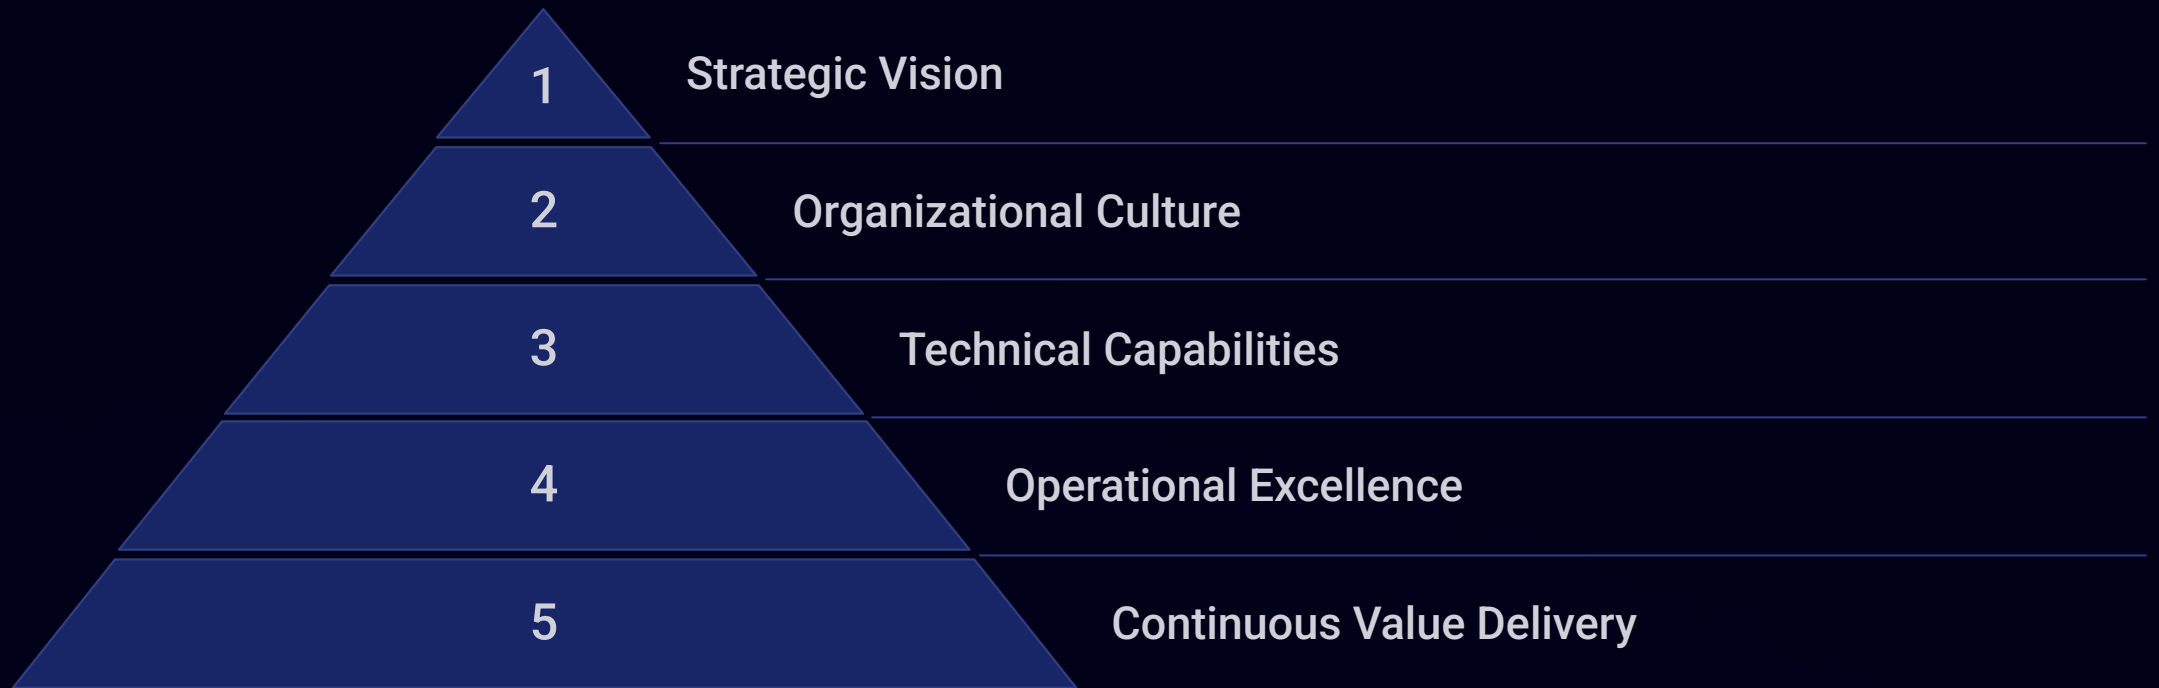 1
Strategic Vision
2
Organizational Culture
3
Technical Capabilities
4
Operational Excellence
5
Continuous Value Delivery